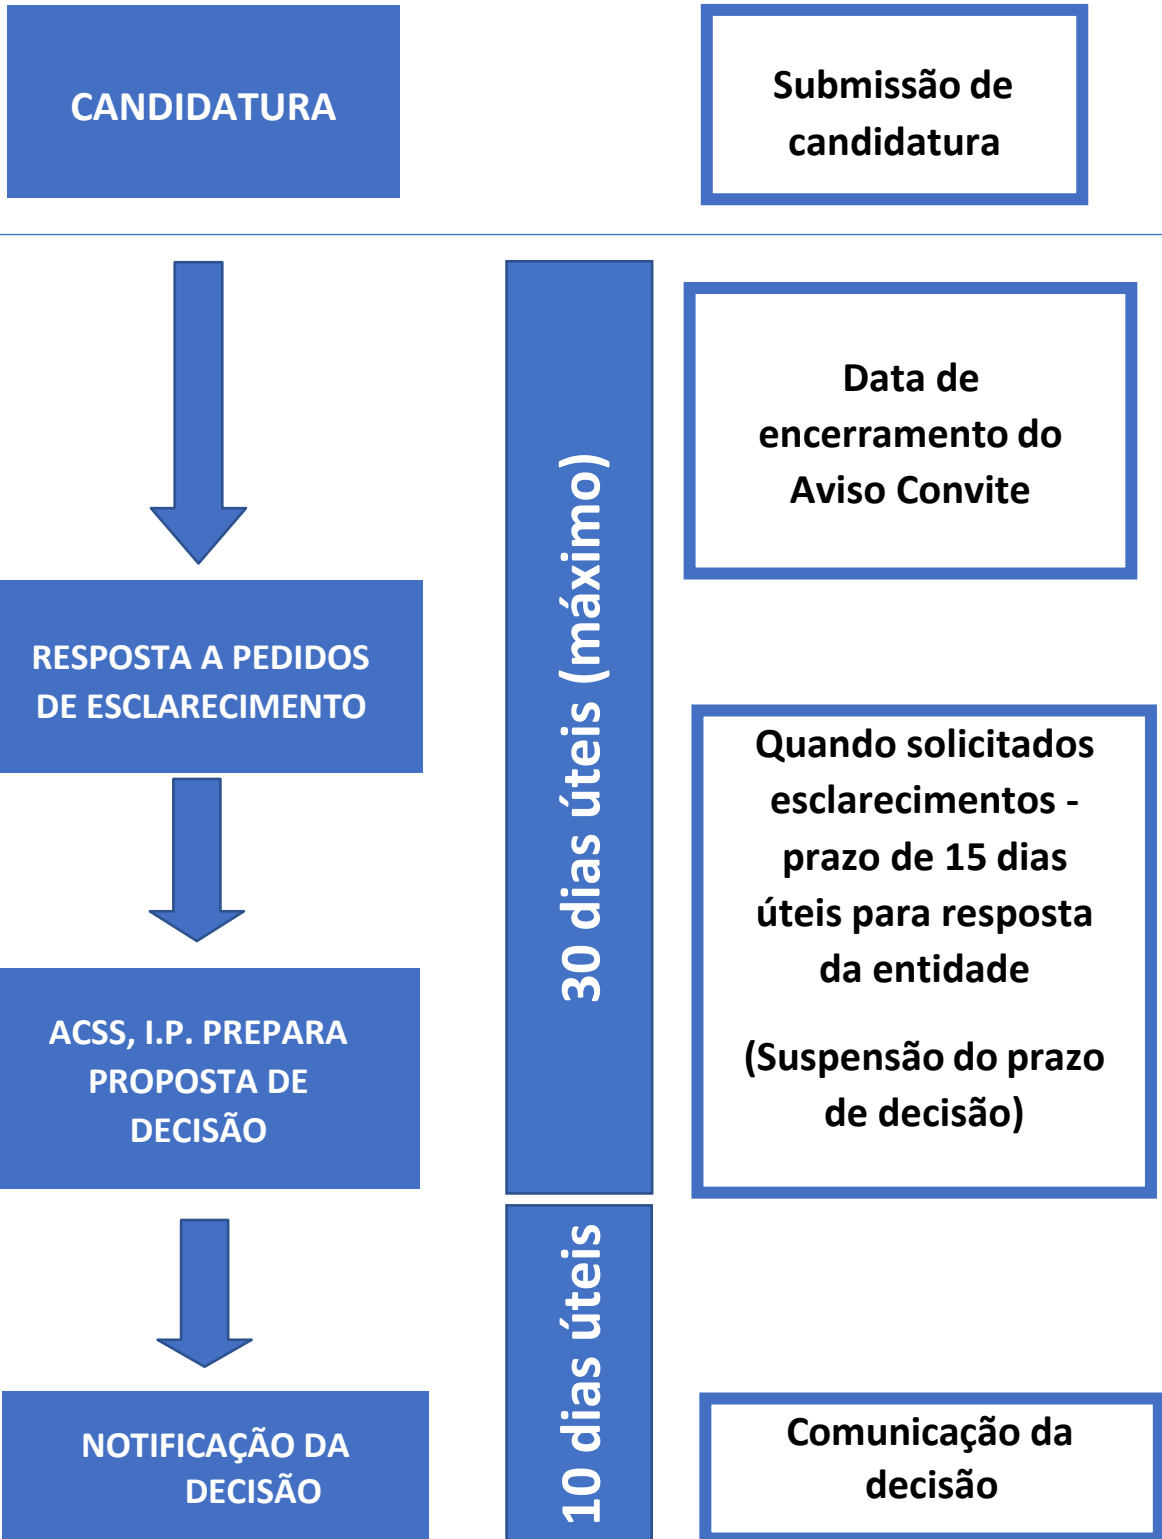 CANDIDATURA
Submissão de
candidatura
Data de
encerramento do
Aviso Convite
30 dias úteis (máximo)
RESPOSTA A PEDIDOS
DE ESCLARECIMENTO
Quando solicitados
esclarecimentos -
prazo de 15 dias
úteis para resposta
da entidade
(Suspensão do prazo
de decisão)
ACSS, I.P. PREPARA
PROPOSTA DE
DECISÃO
10 dias úteis
NOTIFICAÇÃO DA
DECISÃO
Comunicação da
decisão